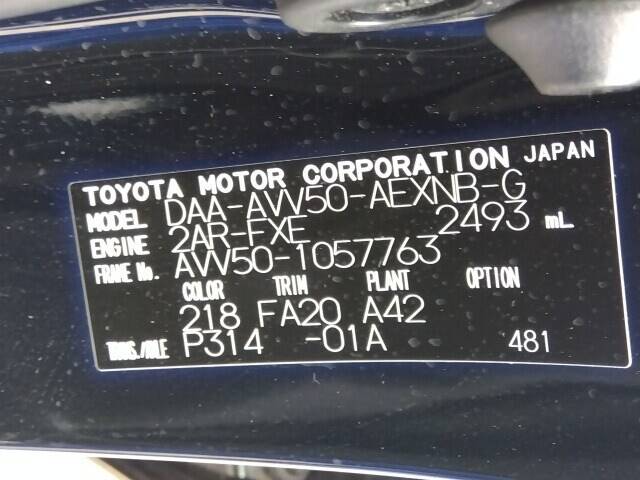 TOYOTA MOTOR CORPORATION JAPAN
MODEL DAA-AVV50-AEXNB-G
ENGINE 2AR-FXE 2493 mL
FRAME No. AVV50-1057763
COLOR TRIM PLANT OPTION
218 FA20 A42
TRANS./AXLE P314 -01A 481